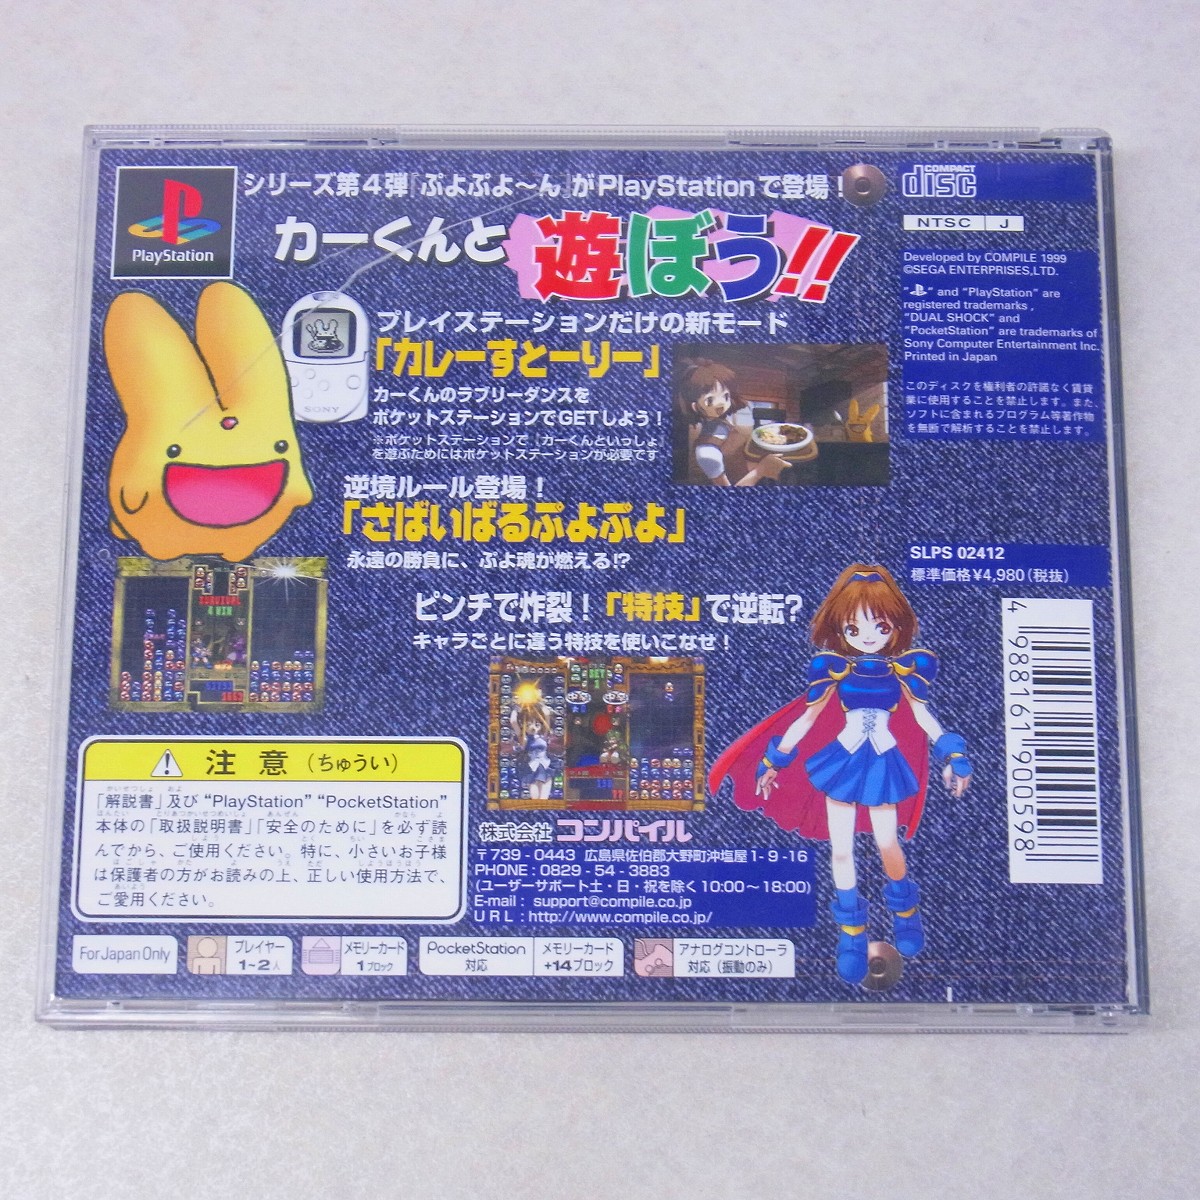 PlayStation
シリーズ第4弾『ぷよぷよ〜ん』がPlayStationで登場!
カーくんと遊ぼう!!
COMPACT
disc
NTSC J
Developed by COMPILE 1999
©SEGA ENTERPRISES,LTD.
" " and "PlayStation" are
registered trademarks ,
"DUAL SHOCK" and
"PocketStation" are trademarks of
Sony Computer Entertainment Inc.
Printed in Japan
このディスクを権利者の許諾なく賃貸
業に使用することを禁止します。また、
ソフトに含まれるプログラム等著作物
を無断で解析することを禁止します。
SONY
プレイステーションだけの新モード
「カレーすとーりー」
カーくんのラブリーダンスを
ポケットステーションでGETしよう!
※ポケットステーションで『カーくんといっしょ』
を遊ぶためにはポケットステーションが必要です
逆境ルール登場!
「さばいばるぷよぷよ」
永遠の勝負に、ぷよ魂が燃える!?
SURVIVAL
4 WIN
ピンチで炸裂!「特技」で逆転?
キャラごとに違う特技を使いこなせ!
SET
SLPS 02412
標準価格¥4,980(税抜)
4 988161 900598
注意(ちゅうい)
「解説書」及び"PlayStation" "PocketStation"
本体の「取扱説明書」「安全のために」を必ず読
んでから、ご使用ください。特に、小さいお子様
は保護者の方がお読みの上、正しい使用方法で、
ご愛用ください。
株式会社コンパイル
〒739-0443 広島県佐伯郡大野町沖塩屋1-9-16
PHONE : 0829-54-3883
(ユーザーサポート土・日・祝を除く10:00〜18:00)
E-mail : support@compile.co.jp
URL : http://www.compile.co.jp/
For Japan Only
プレイヤー
1~2人
メモリーカード
1ブロック
PocketStation
対応
メモリーカード
+14ブロック
アナログコントローラ
対応(振動のみ)